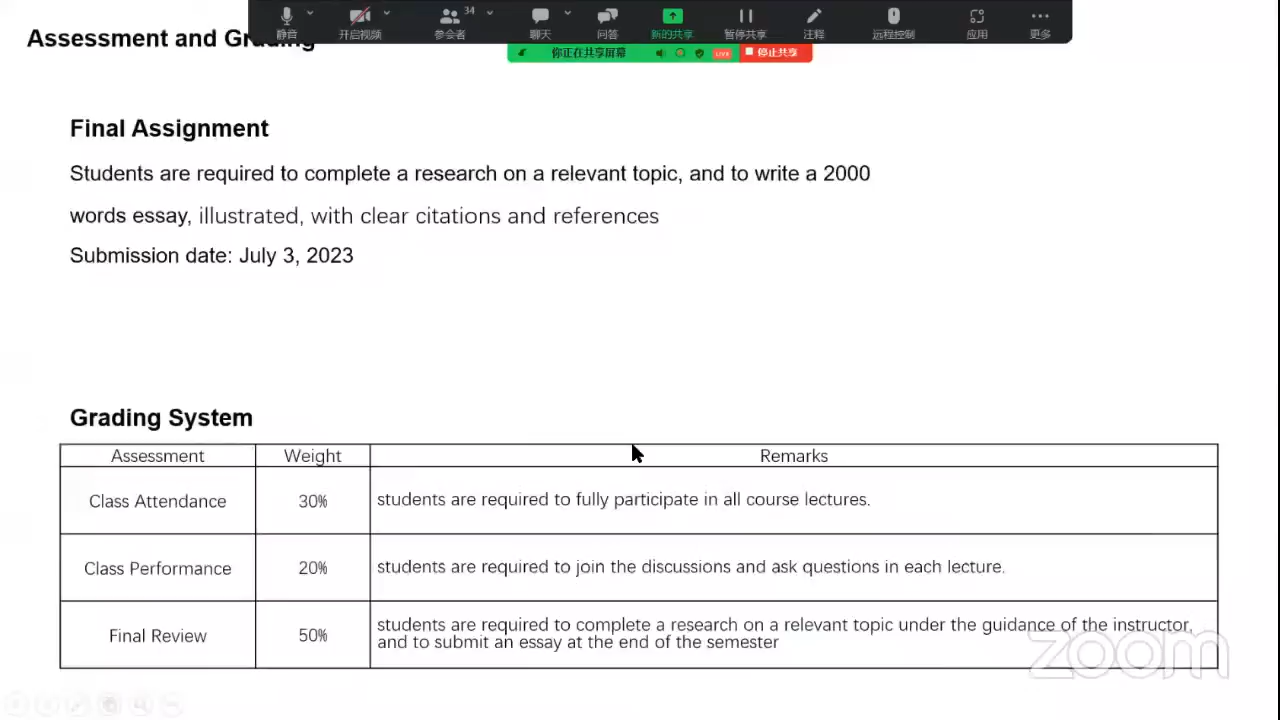 34
静音
开启视频
参会者
聊天
问答
新的共享
暂停共享
注释
远程控制
应用
更多
Assessment and Grading
你正在共享屏幕
LIVE
停止共享
Final Assignment
Students are required to complete a research on a relevant topic, and to write a 2000
words essay, illustrated, with clear citations and references
Submission date: July 3, 2023
Grading System
Assessment Weight Remarks
Class Attendance 30% students are required to fully participate in all course lectures.
Class Performance 20% students are required to join the discussions and ask questions in each lecture.
Final Review 50% students are required to complete a research on a relevant topic under the guidance of the instructor,
and to submit an essay at the end of the semester
zoom